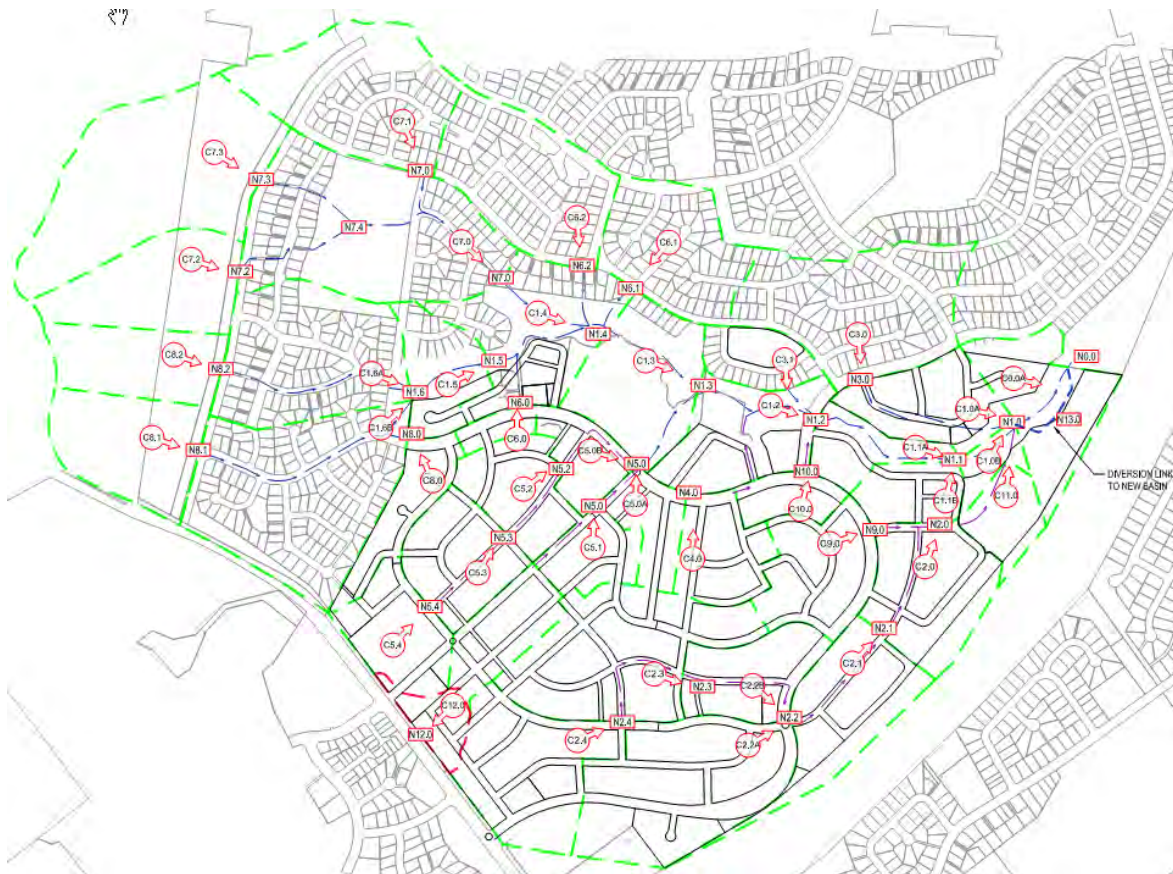 C7.1
C7.3
N7.0
N7.3
C6.2
N7.4
C7.0
C6.1
C7.2
N7.2
N6.2
N7.0
N6.1
C1.4
N1.4
C8.2
N8.2
C1.6A
C1.5
N1.5
N1.6
C1.3
N1.3
C3.1
C3.0
N3.0
N0.0
C0.0A
C1.0A
N1.0
N13.0
C1.2
N1.2
C1.6B
N6.0
C8.1
N8.1
N8.0
C6.0
C5.0B
C1.1A
N1.1
C1.0B
C11.0
DIVERSION LINK
TO NEW BASIN
C8.0
C5.2
N5.2
N5.0
C5.0A
N4.0
N10.0
C10.0
C1.1B
N5.0
C5.1
N5.3
C5.3
C4.0
C9.0
N9.0
N2.0
C2.0
N5.4
C5.4
N2.1
C2.1
C2.3
N2.3
C2.2B
C12.0
N12.0
N2.4
C2.4
N2.2
C2.2A